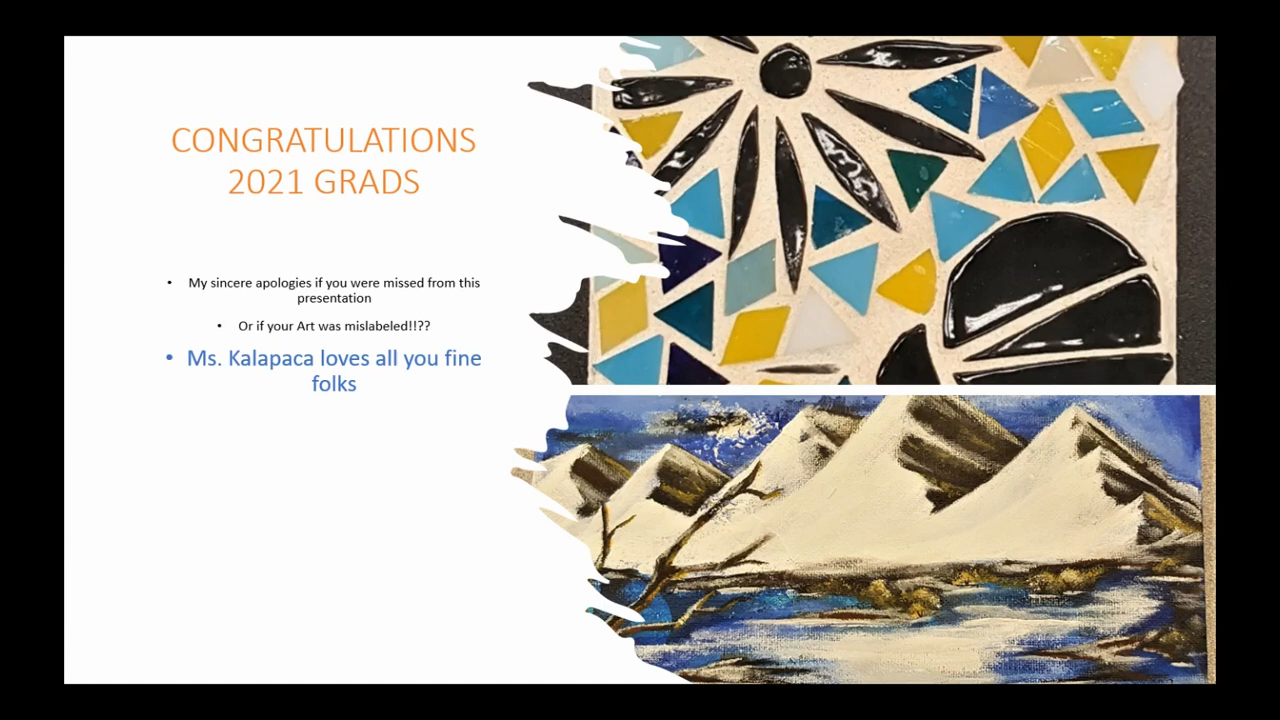 CONGRATULATIONS
2021 GRADS
• My sincere apologies if you were missed from this
presentation
• Or if your Art was mislabeled!!??
• Ms. Kalapaca loves all you fine
folks